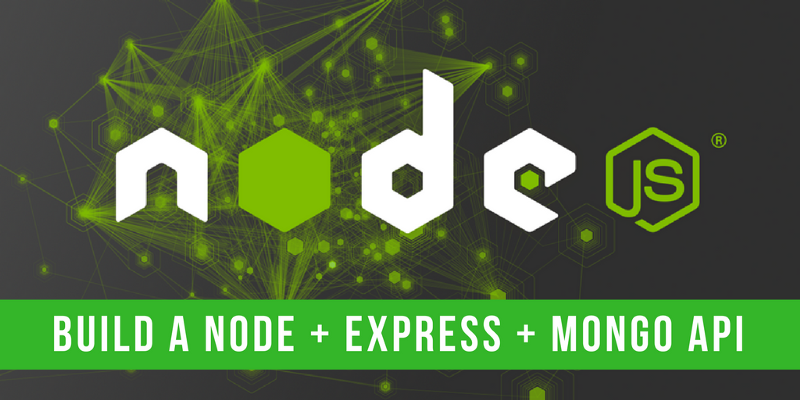 node JS ®
BUILD A NODE + EXPRESS + MONGO API